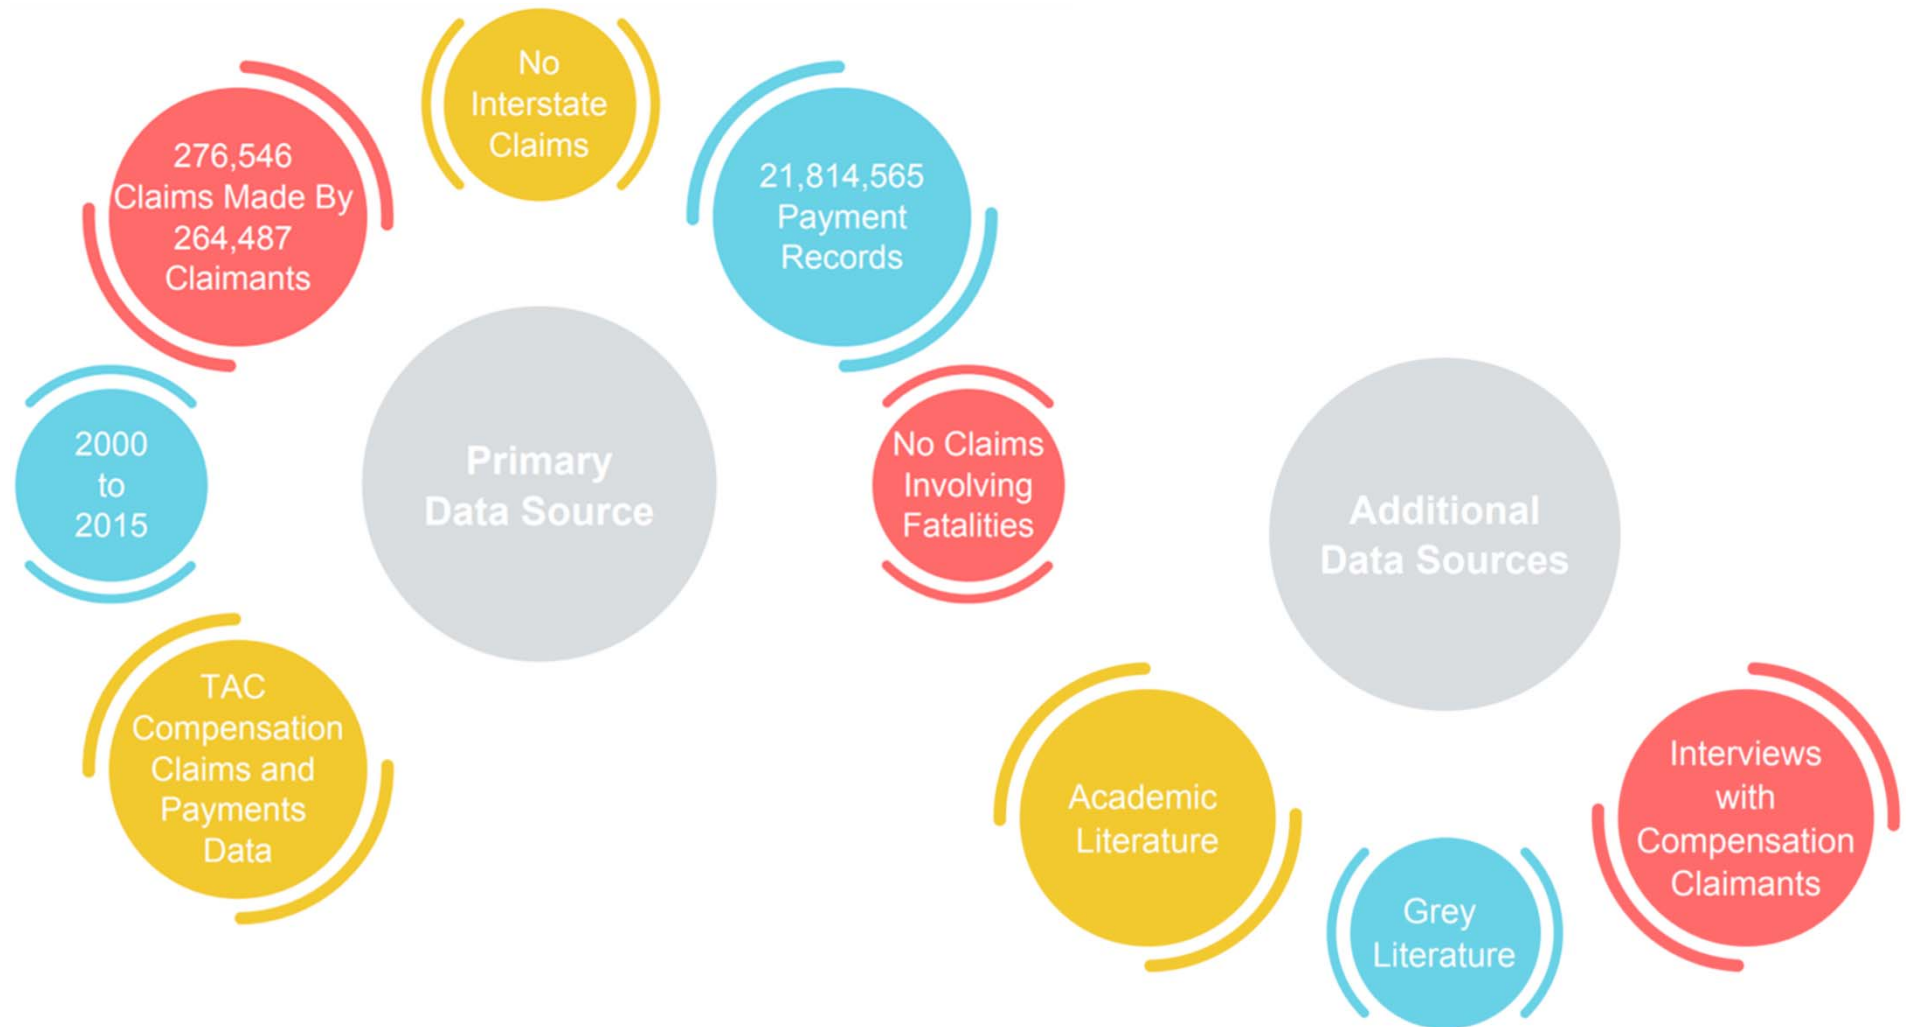 No
Interstate
Claims
276,546
Claims Made By
264,487
Claimants
21,814,565
Payment
Records
2000
to
2015
Primary
Data Source
No Claims
Involving
Fatalities
TAC
Compensation
Claims and
Payments
Data
Additional
Data Sources
Academic
Literature
Grey
Literature
Interviews
with
Compensation
Claimants